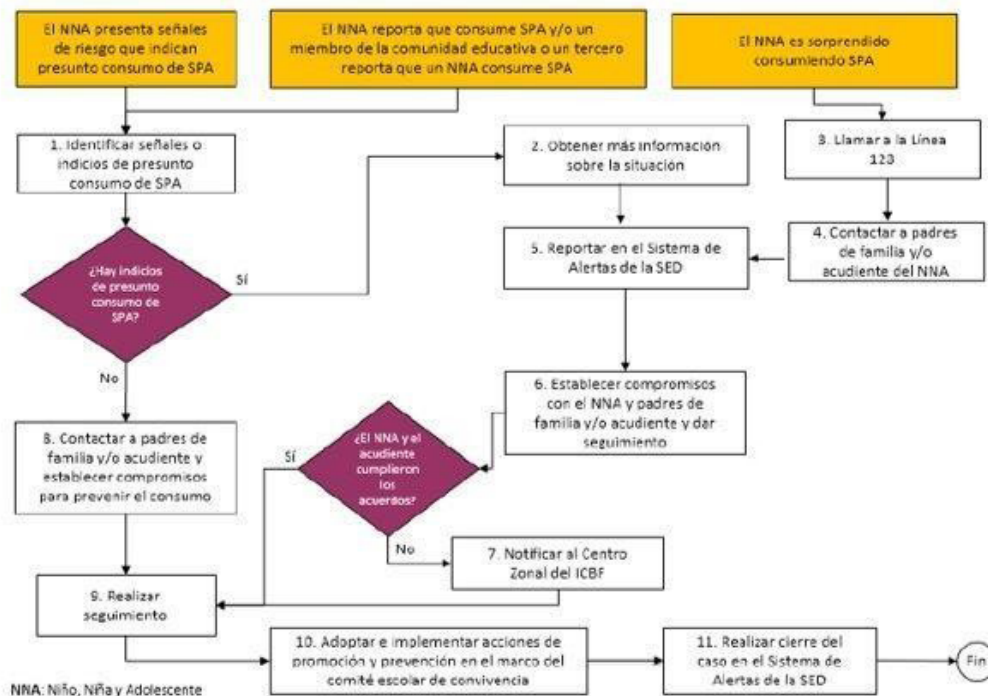 El NNA presenta señales
de riesgo que indican
presunto consumo de SPA
El NNA reporta que consume SPA y/o un
miembro de la comunidad educativa o un tercero
reporta que un NNA consume SPA
El NNA es sorprendido
consumiendo SPA
1. Identificar señales o
indicios de presunto
consumo de SPA
2. Obtener más información
sobre la situación
3. Llamar a la Línea
123
¿Hay indicios
de presunto
consumo de
SPA?
Sí
5. Reportar en el Sistema de
Alertas de la SED
4. Contactar a padres
de familia y/o
acudiente del NNA
No
6. Establecer compromisos
con el NNA y padres de
familia y/o acudiente y dar
seguimiento
8. Contactar a padres de
familia y/o acudiente y
establecer compromisos
para prevenir el consumo
Sí
¿El NNA y el
acudiente
cumplieron
los
acuerdos?
No
7. Notificar al Centro
Zonal del ICBF
9. Realizar
seguimiento
10. Adoptar e implementar acciones de
promoción y prevención en el marco del
comité escolar de convivencia
11. Realizar cierre del
caso en el Sistema de
Alertas de la SED
Fin
NNA: Niño, Niña y Adolescente